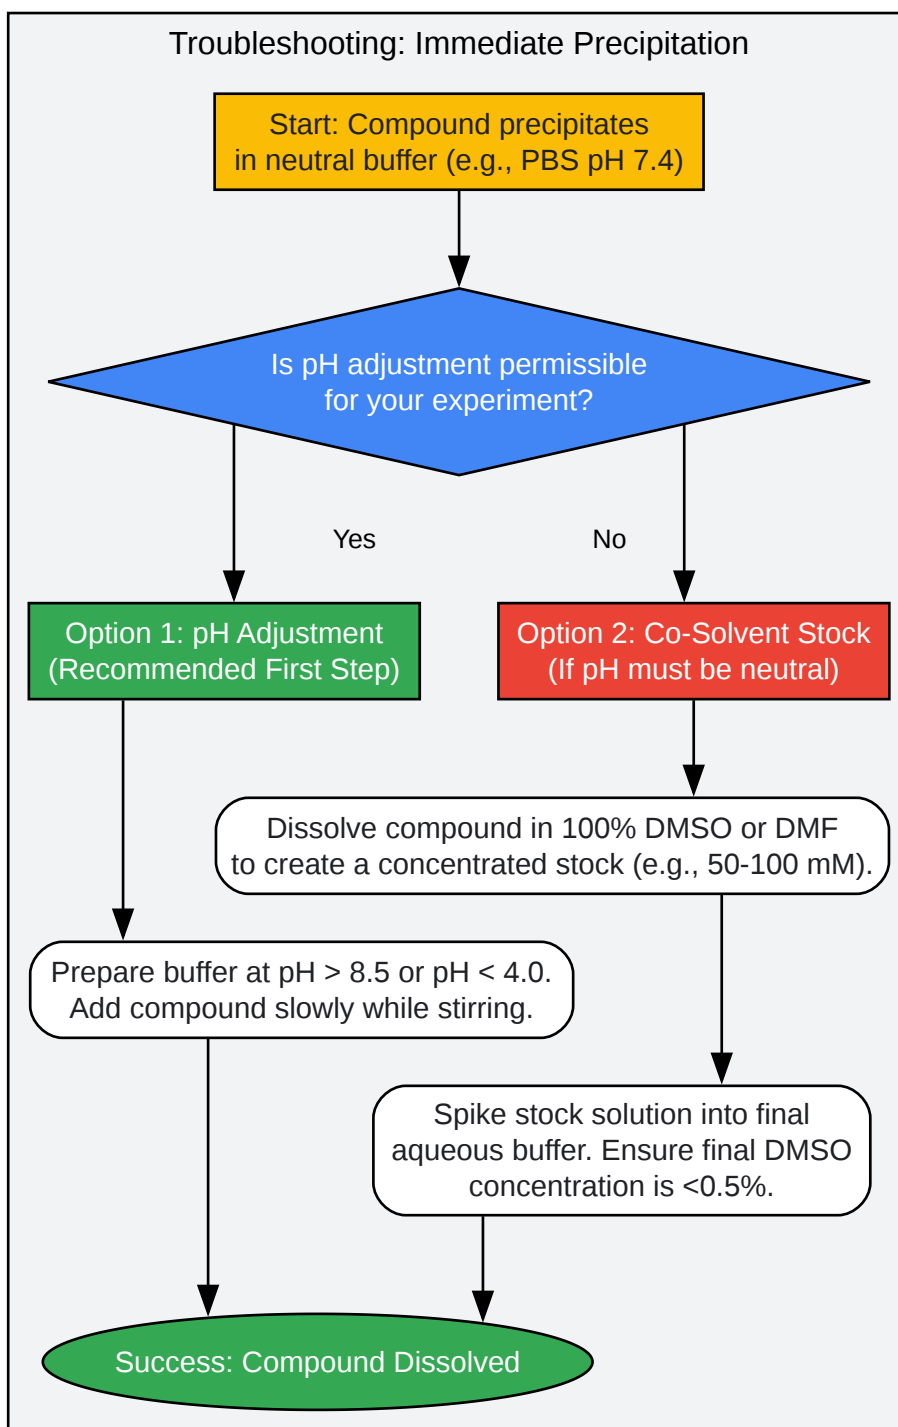 Troubleshooting: Immediate Precipitation
Start: Compound precipitates
in neutral buffer (e.g., PBS pH 7.4)
Is pH adjustment permissible
for your experiment?
Yes
No
Option 1: pH Adjustment
(Recommended First Step)
Option 2: Co-Solvent Stock
(If pH must be neutral)
Dissolve compound in 100% DMSO or DMF
to create a concentrated stock (e.g., 50-100 mM).
Prepare buffer at pH > 8.5 or pH < 4.0.
Add compound slowly while stirring.
Spike stock solution into final
aqueous buffer. Ensure final DMSO
concentration is <0.5%.
Success: Compound Dissolved